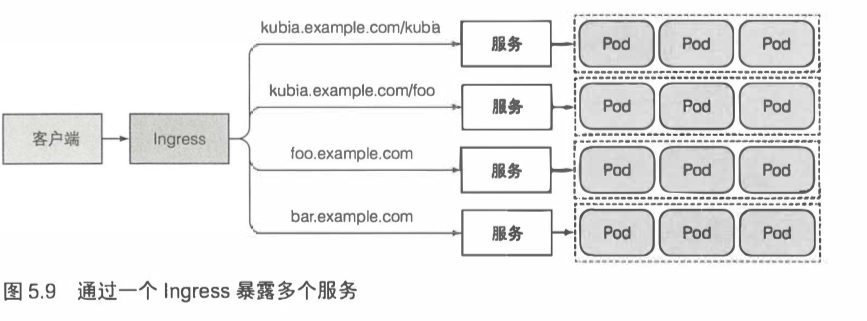 kubia.example.com/kubia
服务
Pod Pod Pod
kubia.example.com/foo
服务
Pod Pod Pod
客户端
Ingress
foo.example.com
服务
Pod Pod Pod
bar.example.com
服务
Pod Pod Pod
图 5.9 通过一个 Ingress 暴露多个服务